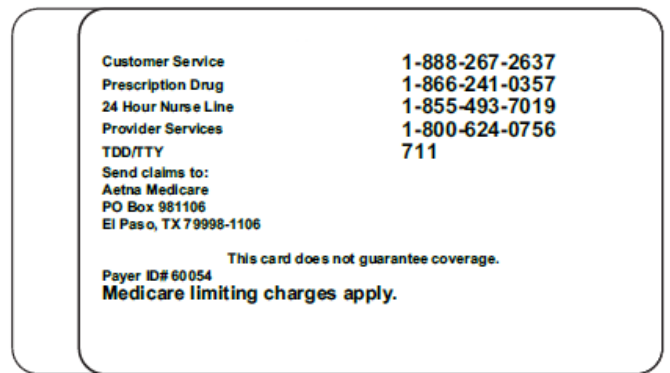 Customer Service 1-888-267-2637
Prescription Drug 1-866-241-0357
24 Hour Nurse Line 1-855-493-7019
Provider Services 1-800-624-0756
TDD/TTY 711
Send claims to:
Aetna Medicare
PO Box 981106
El Paso, TX 79998-1106
This card does not guarantee coverage.
Payer ID# 60054
Medicare limiting charges apply.